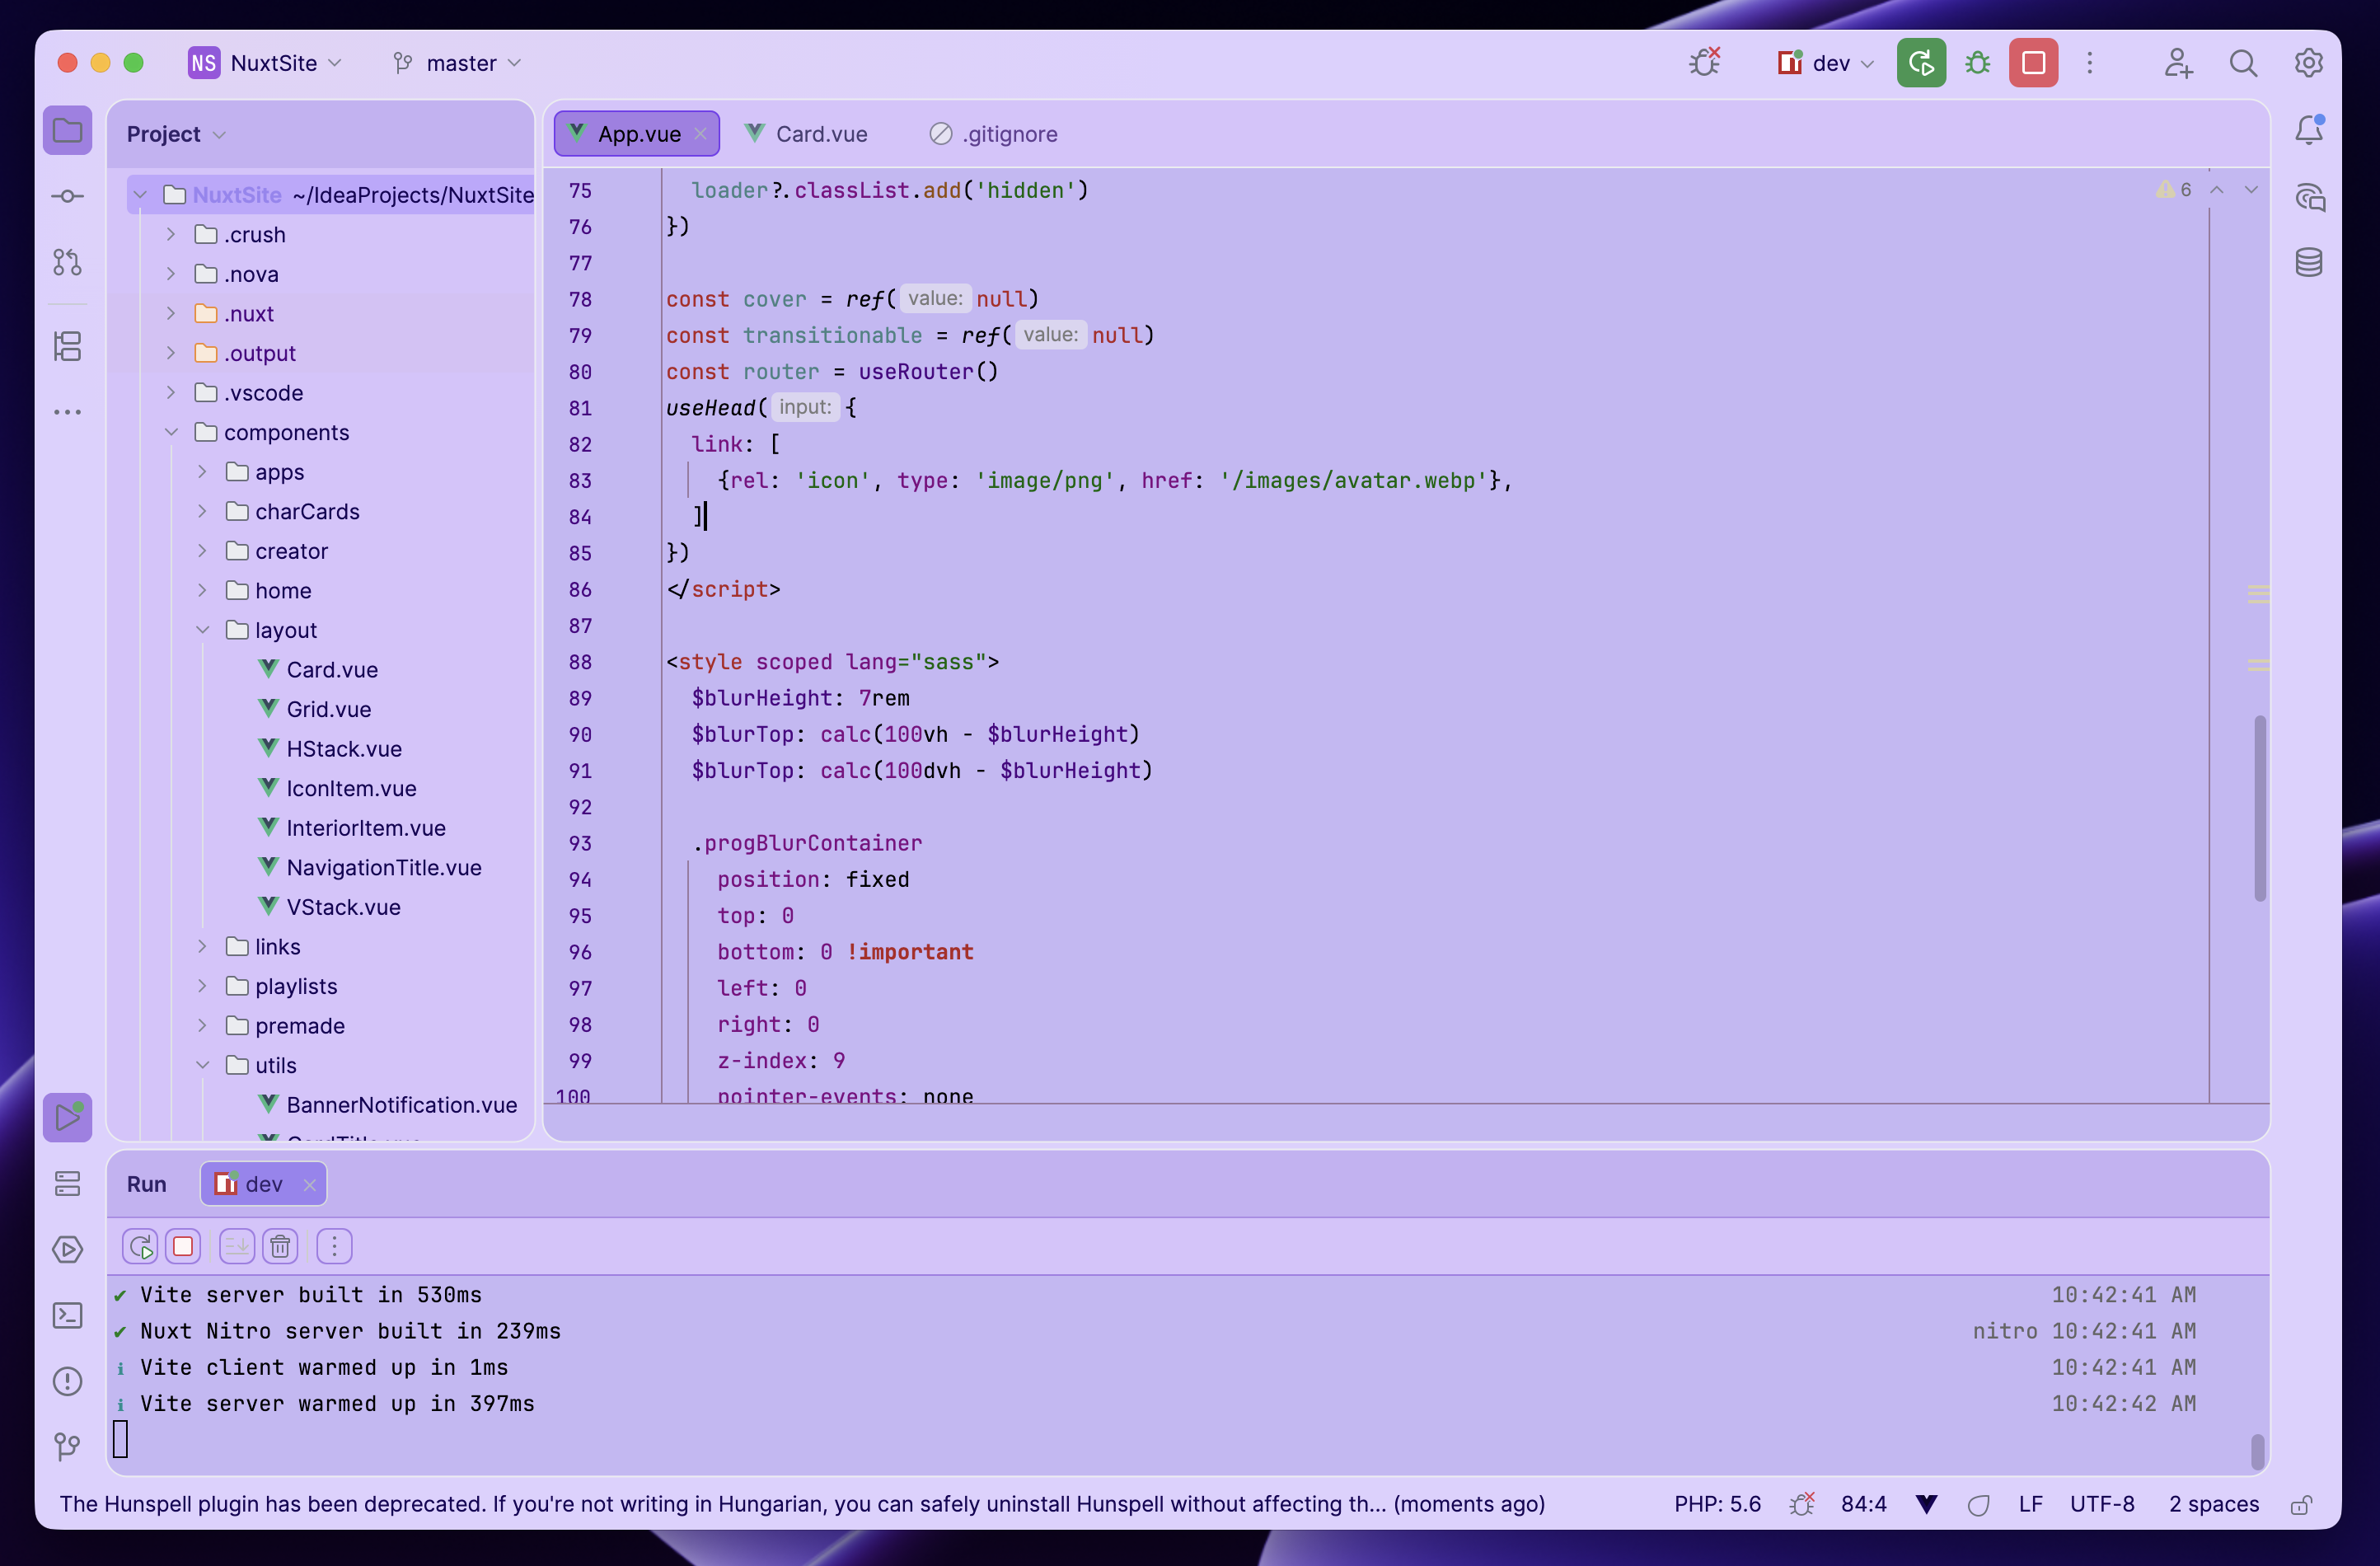 NS NuxtSite master dev
Project
App.vue
Card.vue
.gitignore
NuxtSite ~/IdeaProjects/NuxtSite
.crush
.nova
.nuxt
.output
.vscode
components
apps
charCards
creator
home
layout
Card.vue
Grid.vue
HStack.vue
IconItem.vue
InteriorItem.vue
NavigationTitle.vue
VStack.vue
links
playlists
premade
utils
BannerNotification.vue
CardTitle.vue
6
75 loader?.classList.add('hidden')
76 })
77
78 const cover = ref( value: null)
79 const transitionable = ref( value: null)
80 const router = useRouter()
81 useHead( input: {
82 link: [
83 {rel: 'icon', type: 'image/png', href: '/images/avatar.webp'},
84 ]
85 })
86 </script>
87
88 <style scoped lang="sass">
89 $blurHeight: 7rem
90 $blurTop: calc(100vh - $blurHeight)
91 $blurTop: calc(100dvh - $blurHeight)
92
93 .progBlurContainer
94 position: fixed
95 top: 0
96 bottom: 0 !important
97 left: 0
98 right: 0
99 z-index: 9
100 pointer-events: none
Run dev
✔ Vite server built in 530ms 10:42:41 AM
✔ Nuxt Nitro server built in 239ms nitro 10:42:41 AM
ℹ Vite client warmed up in 1ms 10:42:41 AM
ℹ Vite server warmed up in 397ms 10:42:42 AM
The Hunspell plugin has been deprecated. If you're not writing in Hungarian, you can safely uninstall Hunspell without affecting th... (moments ago) PHP: 5.6 84:4 LF UTF-8 2 spaces